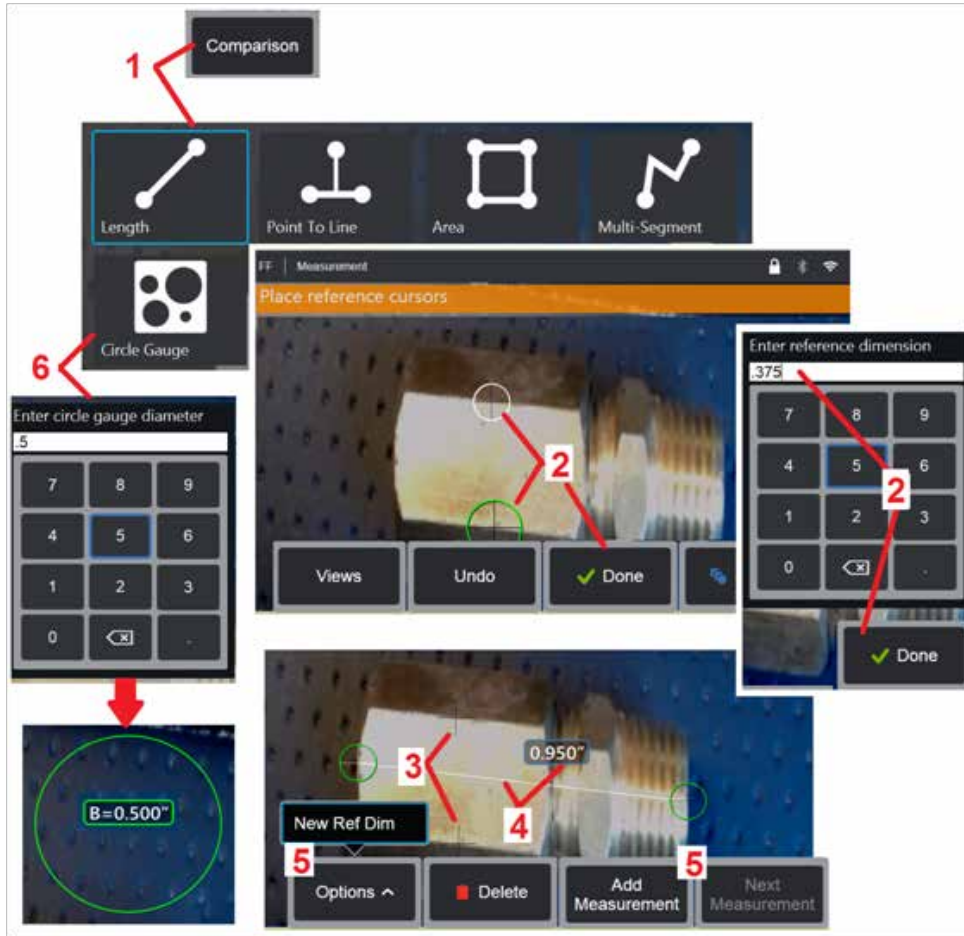 Comparison
1
Length
Point To Line
Area
Multi-Segment
Circle Gauge
6
FF | Measurement
Place reference cursors
2
Views
Undo
Done
Enter reference dimension
.375
7 8 9
4 5 6
2
1 2 3
0 .
Done
Enter circle gauge diameter
.5
7 8 9
4 5 6
1 2 3
0 .
B=0.500"
3
0.950"
4
New Ref Dim
5
5
Options
Delete
Add
Measurement
Next
Measurement